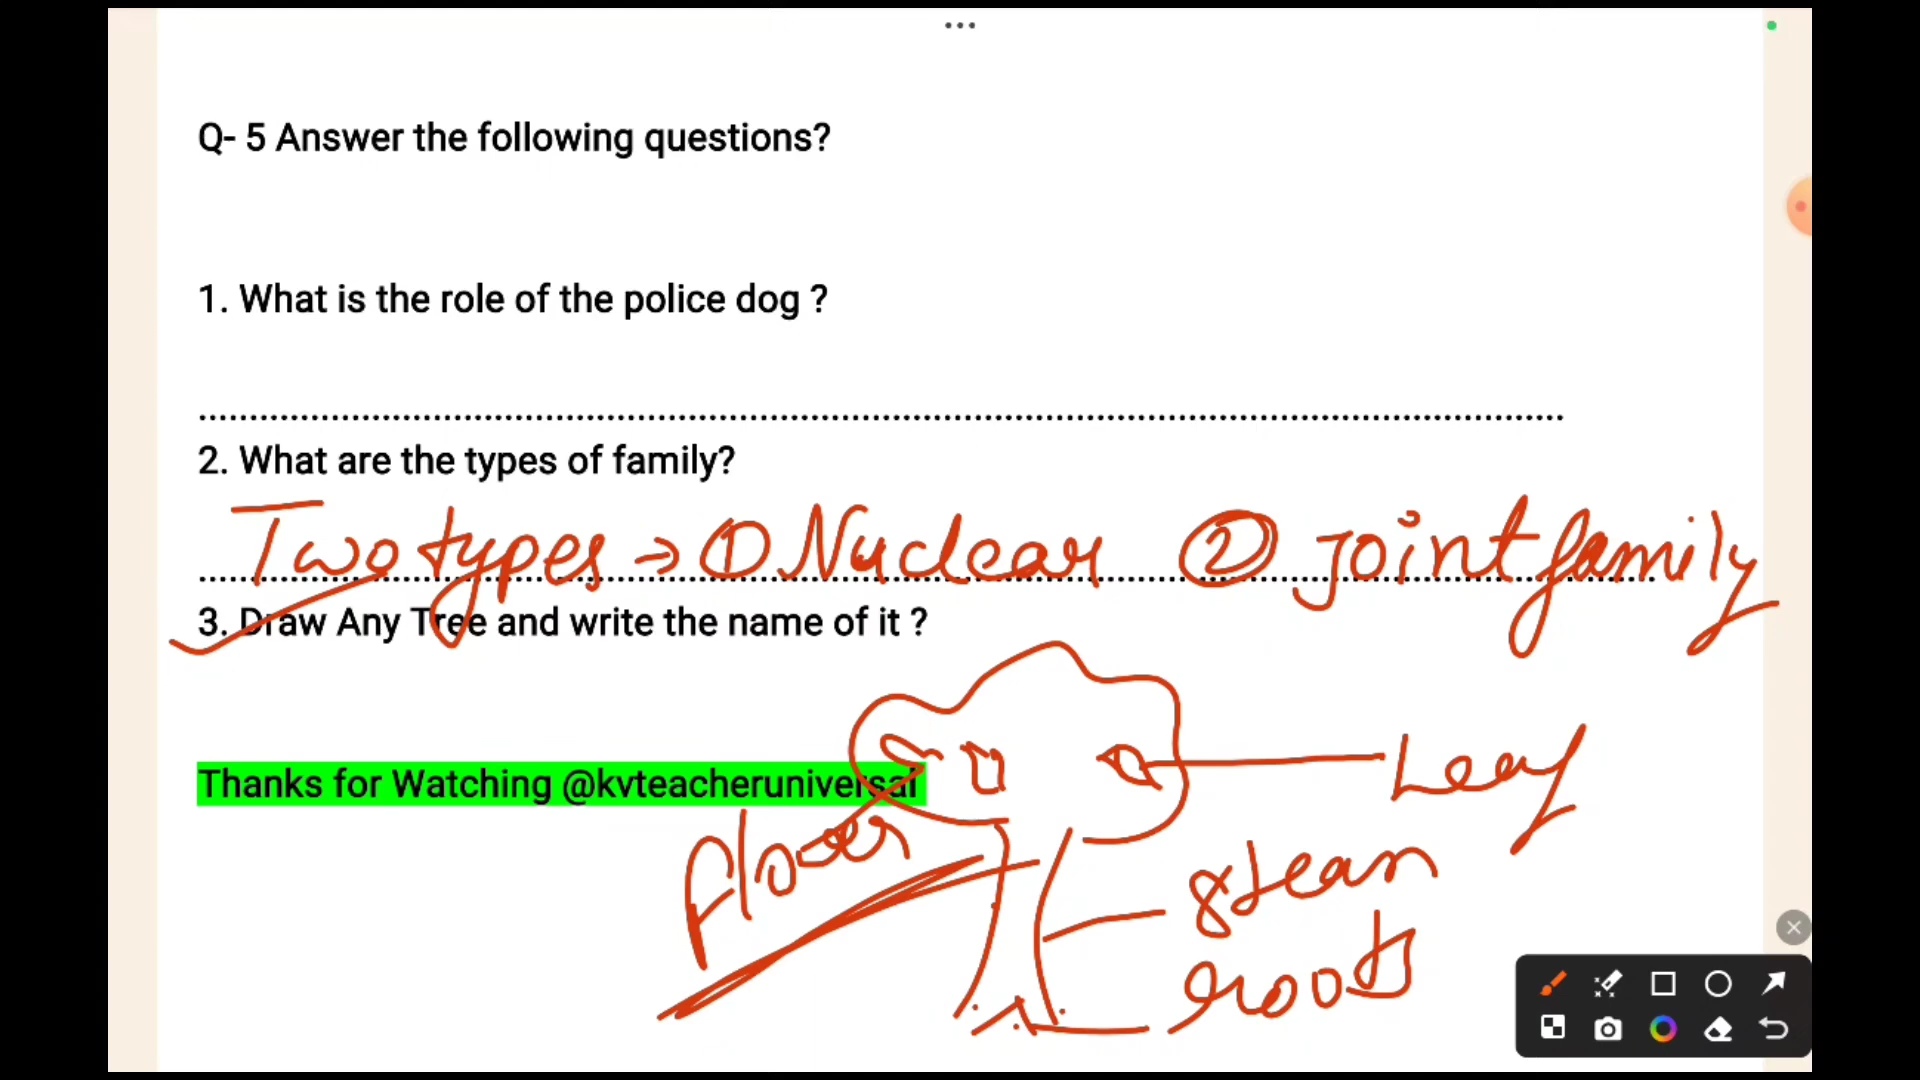 Q- 5 Answer the following questions?
1. What is the role of the police dog ?
2. What are the types of family?
Two types → ① Nuclear ② joint family
3. Draw Any Tree and write the name of it ?
Thanks for Watching @kvteacheruniversal
Leaf
flower
stean
roots